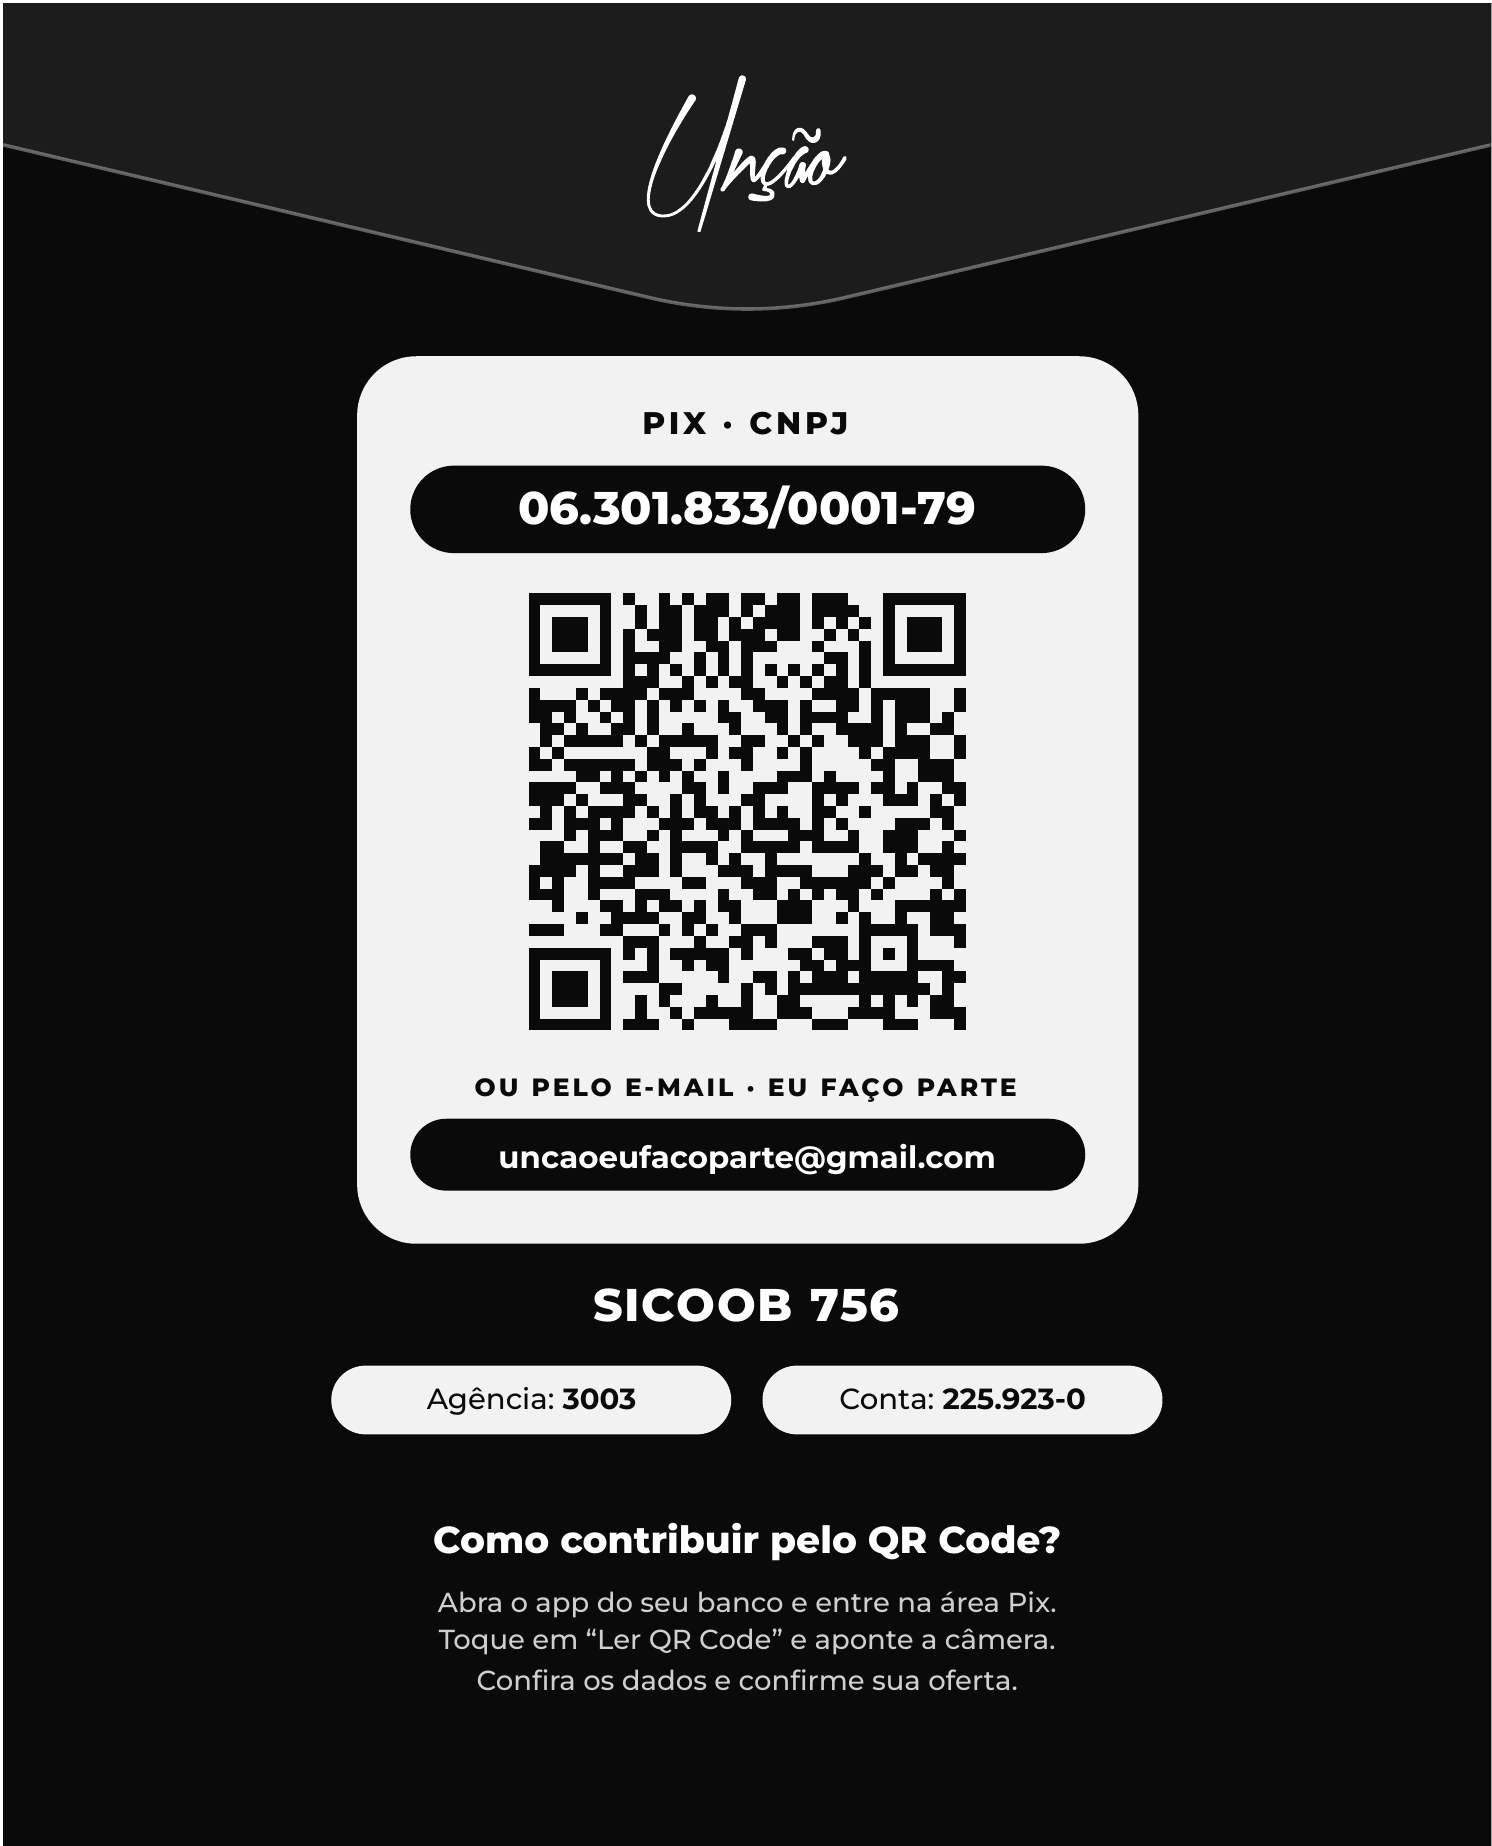 Unção
PIX · CNPJ
06.301.833/0001-79
OU PELO E-MAIL · EU FAÇO PARTE
uncaoeufacoparte@gmail.com
SICOOB 756
Agência: 3003
Conta: 225.923-0
Como contribuir pelo QR Code?
Abra o app do seu banco e entre na área Pix.
Toque em “Ler QR Code” e aponte a câmera.
Confira os dados e confirme sua oferta.